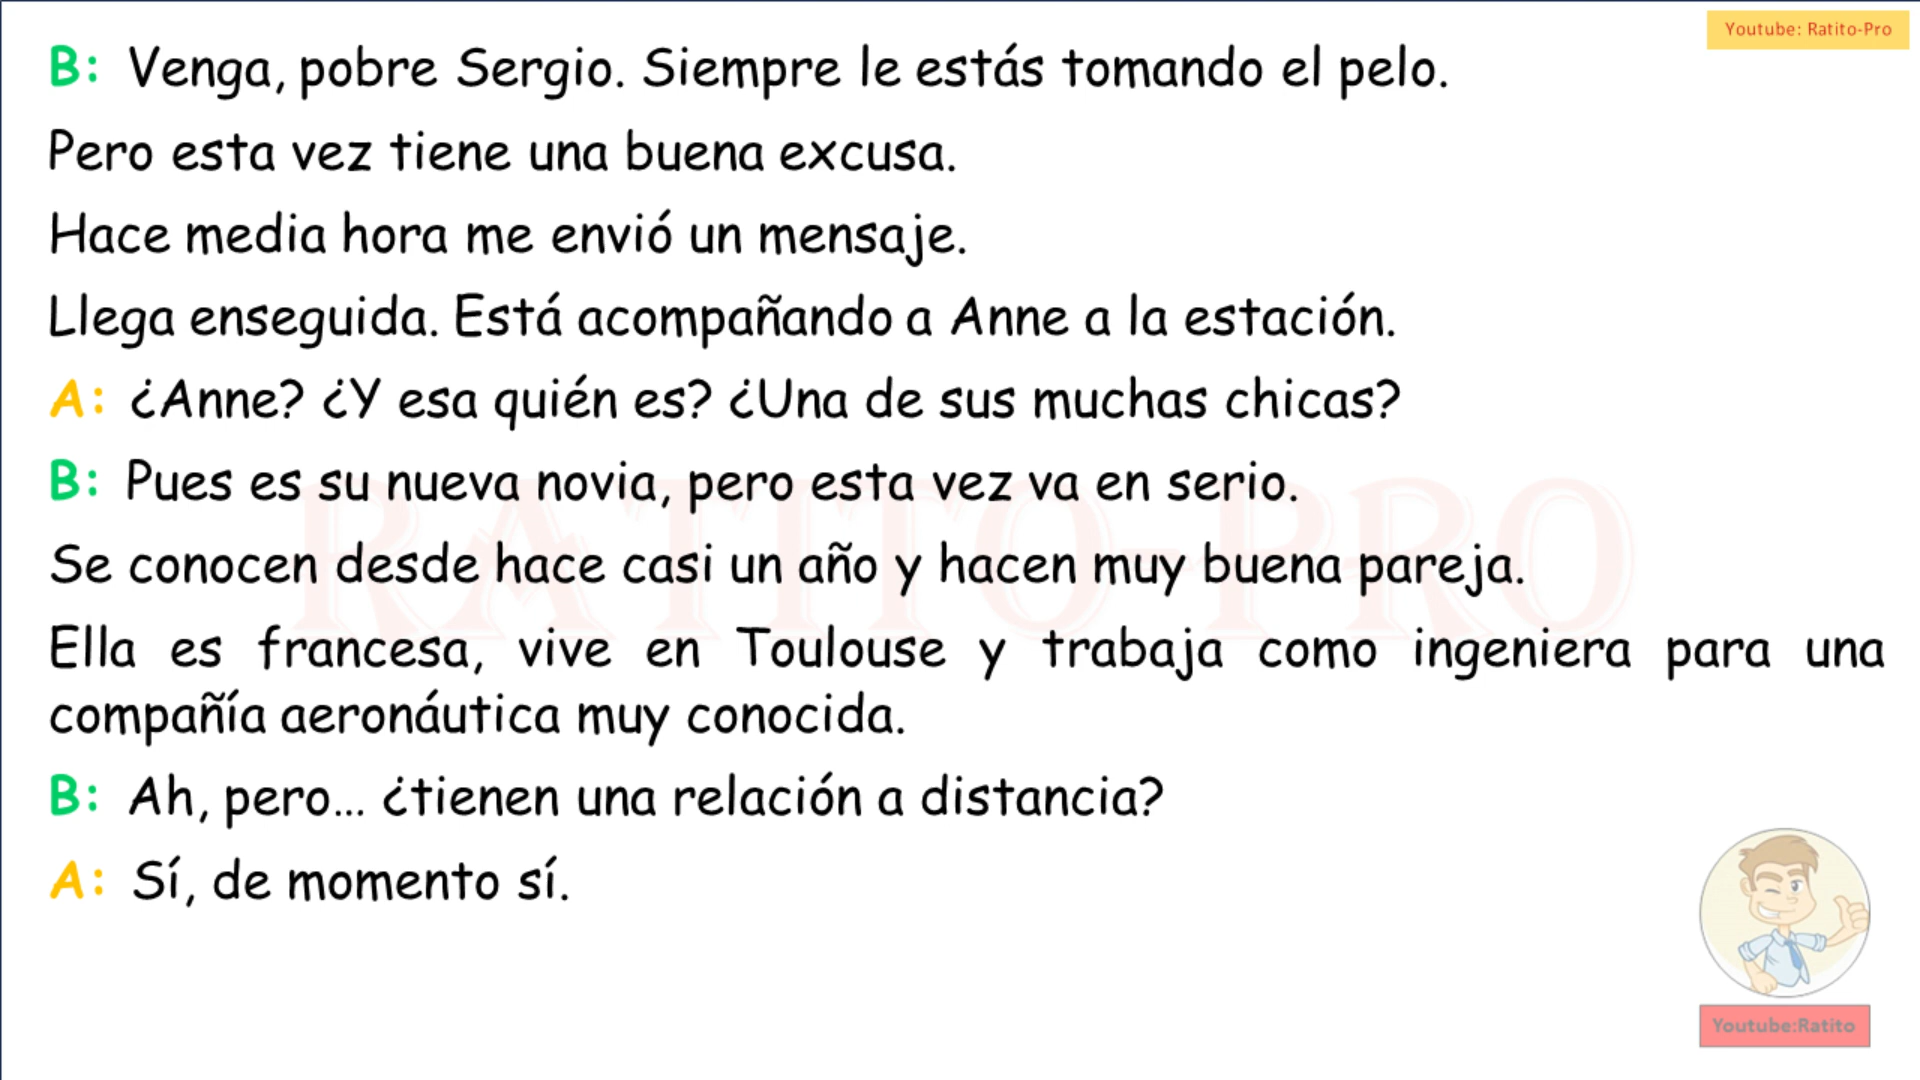 Youtube: Ratito-Pro
B: Venga, pobre Sergio. Siempre le estás tomando el pelo.
Pero esta vez tiene una buena excusa.
Hace media hora me envió un mensaje.
Llega enseguida. Está acompañando a Anne a la estación.
A: ¿Anne? ¿Y esa quién es? ¿Una de sus muchas chicas?
B: Pues es su nueva novia, pero esta vez va en serio.
RATITO-PRO
Se conocen desde hace casi un año y hacen muy buena pareja.
Ella es francesa, vive en Toulouse y trabaja como ingeniera para una
compañía aeronáutica muy conocida.
B: Ah, pero... ¿tienen una relación a distancia?
A: Sí, de momento sí.
Youtube:Ratito